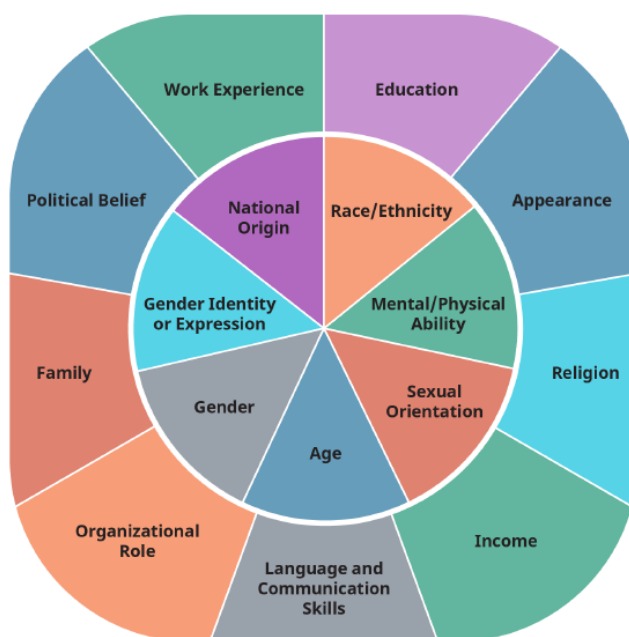 Work Experience
Education
Political Belief
Appearance
National
Origin
Race/Ethnicity
Gender Identity
or Expression
Mental/Physical
Ability
Family
Religion
Gender
Sexual
Orientation
Age
Organizational
Role
Income
Language and
Communication
Skills